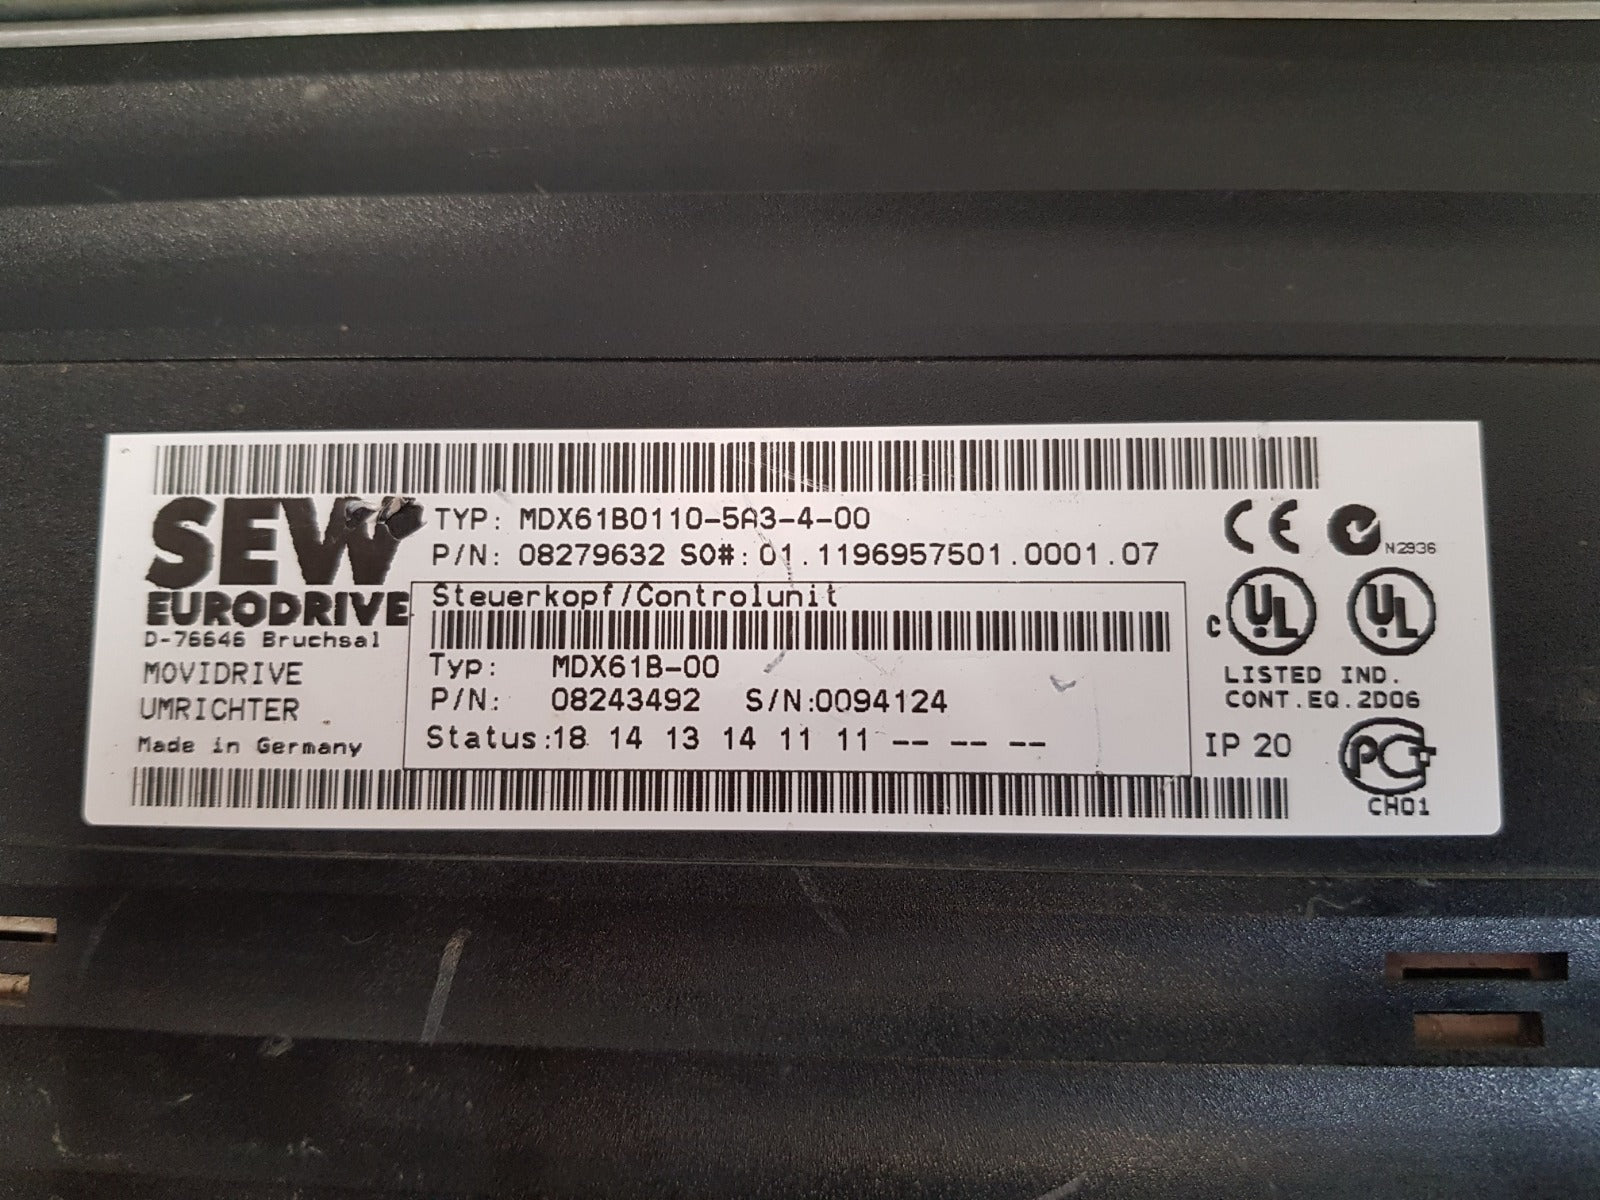 SEW
EURODRIVE
D-76646 Bruchsal
MOVIDRIVE
UMRICHTER
Made in Germany
TYP: MDX61B0110-5A3-4-00
P/N: 08279632 SO#: 01.1196957501.0001.07
Steuerkopf/Controlunit
Typ: MDX61B-00
P/N: 08243492 S/N:0094124
Status:18 14 13 14 11 11 -- -- --
CE N2936
c UL UL
LISTED IND.
CONT.EQ.2D06
IP 20
CH01